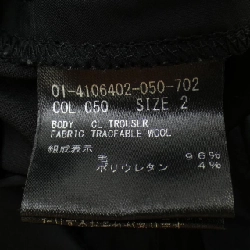 01-4106402-050-702
COL 050 SIZE 2
BODY CL TROUSER
FABRIC TRACEABLE WOOL
組成表示
毛 96%
ポリウレタン 4%